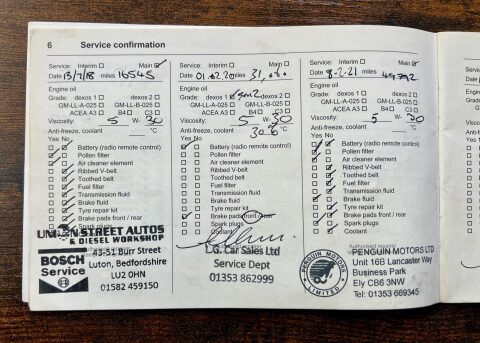 6 Service confirmation
Service: Interim Main
Date 13/7/18 miles 16545
Engine oil
Grade: dexos 1 dexos 2
GM-LL-A-025 GM-LL-B-025
ACEA A3 B4 C3
Viscosity: 5 W- 30
Anti-freeze, coolant °C
Yes No
Battery (radio remote control)
Pollen filter
Air cleaner element
Ribbed V-belt
Toothed belt
Fuel filter
Transmission fluid
Brake fluid
Tyre repair kit
Brake pads front / rear
Spark plugs
UNION STREET AUTOS
& DIESEL WORKSHOP
BOSCH
Service
43-51 Burr Street
Luton, Bedfordshire
LU2 0HN
01582 459150
Service: Interim Main
Date 01.02.20 miles
Engine oil
Grade: dexos 1 dexos 2
GM-LL-A-025 GM-LL-B-025
ACEA A3 B4 C3
Viscosity: 5 W- 30
Anti-freeze, coolant °C
Yes No
Battery (radio remote control)
Pollen filter
Air cleaner element
Ribbed V-belt
Toothed belt
Fuel filter
Transmission fluid
Brake fluid
Tyre repair kit
Brake pads front / rear
Spark plugs
Coolant
L.G. Car Sales Ltd
Service Dept
01353 862999
Service: Interim Main
Date 9-2-21 miles
Engine oil
Grade: dexos 1 dexos 2
GM-LL-A-025 GM-LL-B-025
ACEA A3 B4 C3
Viscosity: 5 W- 30
Anti-freeze, coolant °C
Yes No
Battery (radio remote control)
Pollen filter
Air cleaner element
Ribbed V-belt
Toothed belt
Fuel filter
Transmission fluid
Brake fluid
Tyre repair kit
Brake pads front / rear
Spark plugs
Coolant
PENGUIN MOTORS LIMITED
PENGUIN MOTORS LTD
Unit 16B Lancaster Way
Business Park
Ely CB6 3NW
Tel: 01353 669345